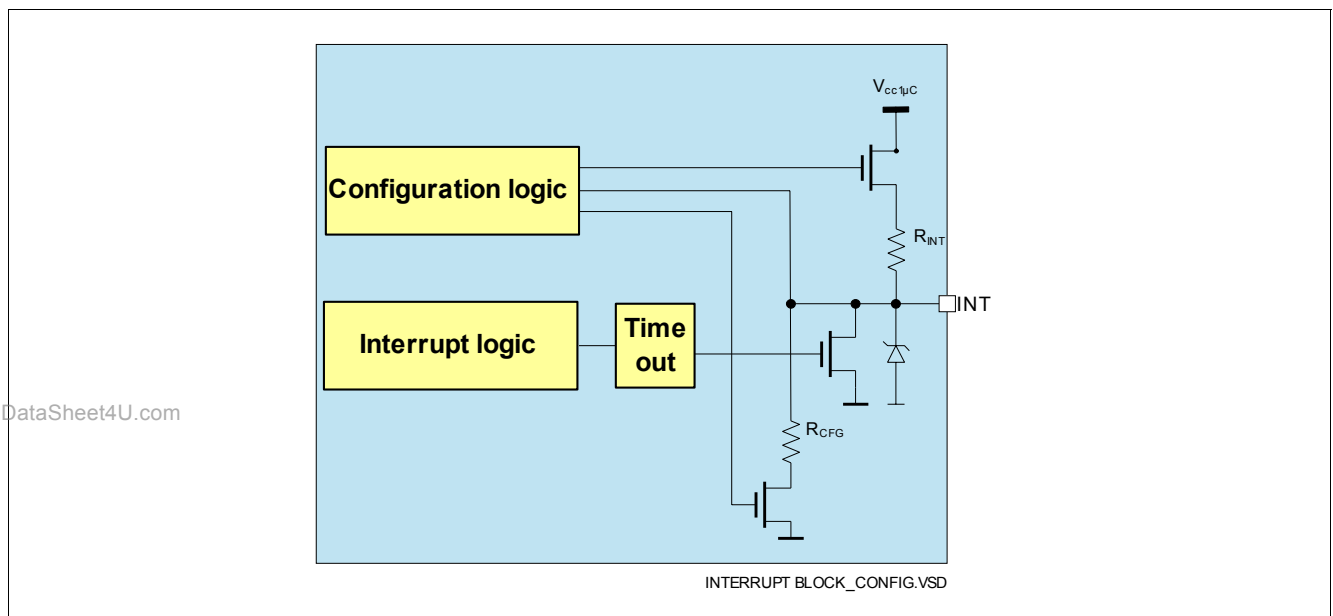 Vcc1µC
Configuration logic
RINT
INT
Interrupt logic
Time
out
DataSheet4U.com
RCFG
INTERRUPT BLOCK_CONFIG.VSD